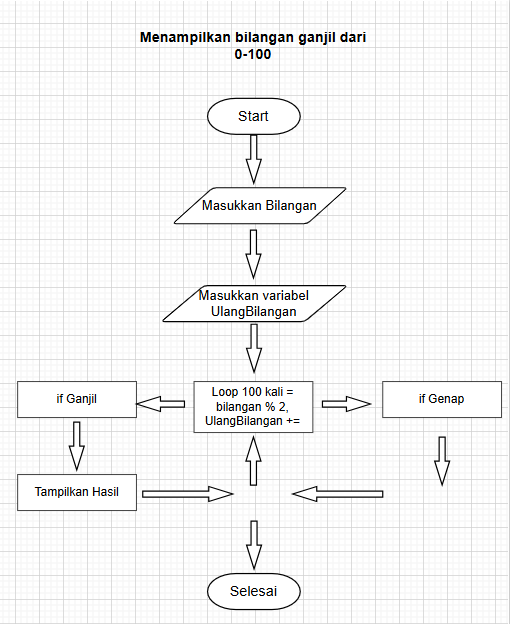 Menampilkan bilangan ganjil dari
0-100
Start
Masukkan Bilangan
Masukkan variabel
UlangBilangan
if Ganjil
Loop 100 kali =
bilangan % 2,
UlangBilangan +=
if Genap
Tampilkan Hasil
Selesai